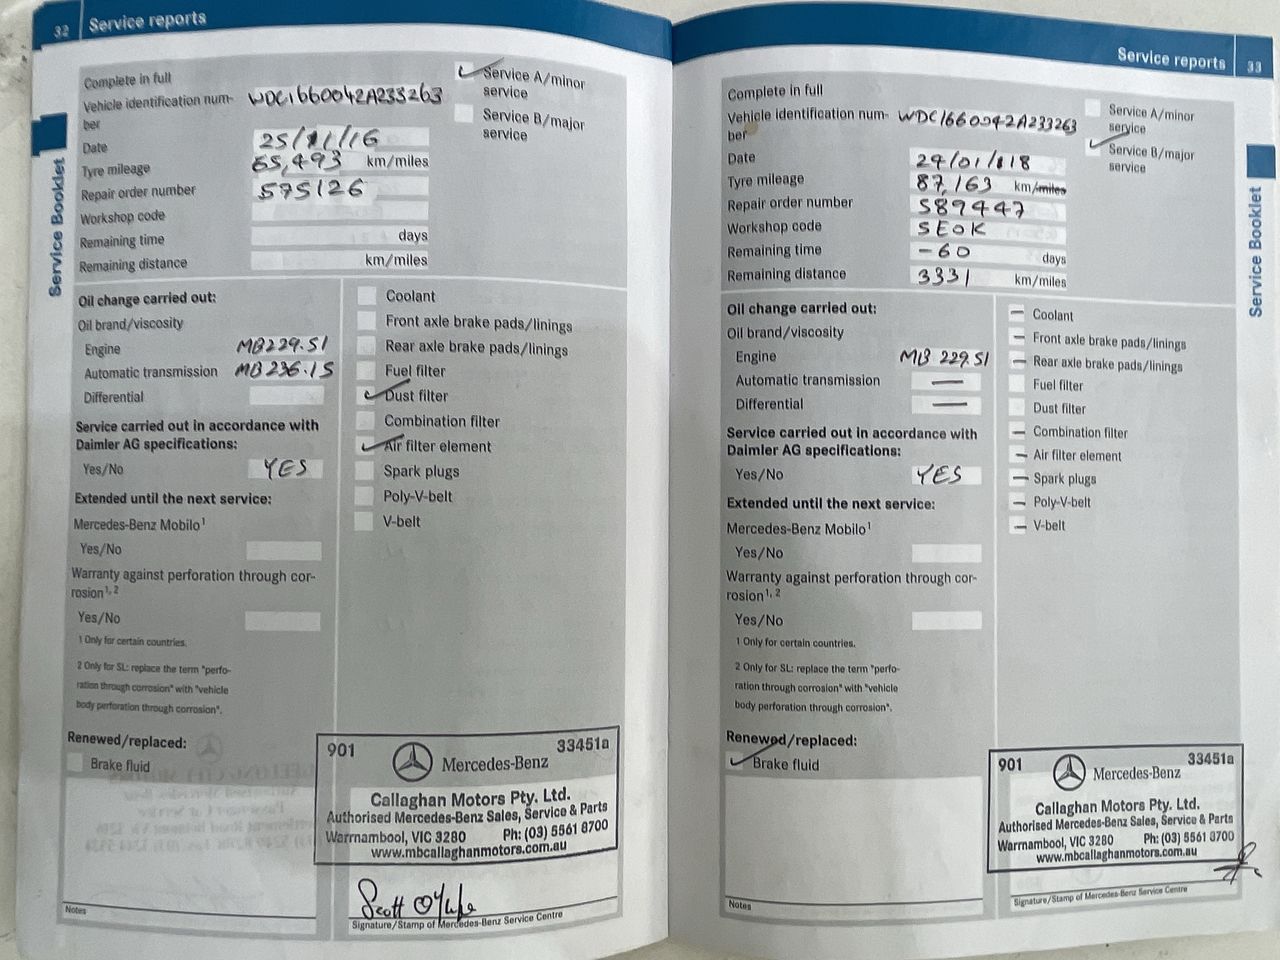 32 Service reports
Service Booklet
Complete in full
Vehicle identification num-
ber
WDC1660042A233263
Service A/minor
service
Service B/major
service
Date 25/11/16
Tyre mileage 65,493 km/miles
Repair order number 575126
Workshop code
Remaining time days
Remaining distance km/miles
Oil change carried out:
Oil brand/viscosity
Engine MB229.51
Automatic transmission MB236.15
Differential
Service carried out in accordance with
Daimler AG specifications:
Yes/No YES
Extended until the next service:
Mercedes-Benz Mobilo1
Yes/No
Warranty against perforation through cor-
rosion1, 2
Yes/No
1 Only for certain countries.
2 Only for SL: replace the term "perfo-
ration through corrosion" with "vehicle
body perforation through corrosion".
Coolant
Front axle brake pads/linings
Rear axle brake pads/linings
Fuel filter
Dust filter
Combination filter
Air filter element
Spark plugs
Poly-V-belt
V-belt
Renewed/replaced:
Brake fluid
901 Mercedes-Benz 33451a
Callaghan Motors Pty. Ltd.
Authorised Mercedes-Benz Sales, Service & Parts
Warrnambool, VIC 3280 Ph: (03) 5561 8700
www.mbcallaghanmotors.com.au
Scott
Notes
Signature/Stamp of Mercedes-Benz Service Centre
Service reports 33
Service Booklet
Complete in full
Vehicle identification num-
ber
WDC1660042A233263
Service A/minor
service
Service B/major
service
Date 29/01/118
Tyre mileage 87,163 km/miles
Repair order number 589447
Workshop code SEOK
Remaining time -60 days
Remaining distance 3331 km/miles
Oil change carried out:
Oil brand/viscosity
Engine MB 229.51
Automatic transmission —
Differential —
Service carried out in accordance with
Daimler AG specifications:
Yes/No YES
Extended until the next service:
Mercedes-Benz Mobilo1
Yes/No
Warranty against perforation through cor-
rosion1, 2
Yes/No
1 Only for certain countries.
2 Only for SL: replace the term "perfo-
ration through corrosion" with "vehicle
body perforation through corrosion".
— Coolant
— Front axle brake pads/linings
— Rear axle brake pads/linings
Fuel filter
Dust filter
— Combination filter
— Air filter element
— Spark plugs
— Poly-V-belt
— V-belt
Renewed/replaced:
Brake fluid
901 Mercedes-Benz 33451a
Callaghan Motors Pty. Ltd.
Authorised Mercedes-Benz Sales, Service & Parts
Warrnambool, VIC 3280 Ph: (03) 5561 8700
www.mbcallaghanmotors.com.au
Notes
Signature/Stamp of Mercedes-Benz Service Centre